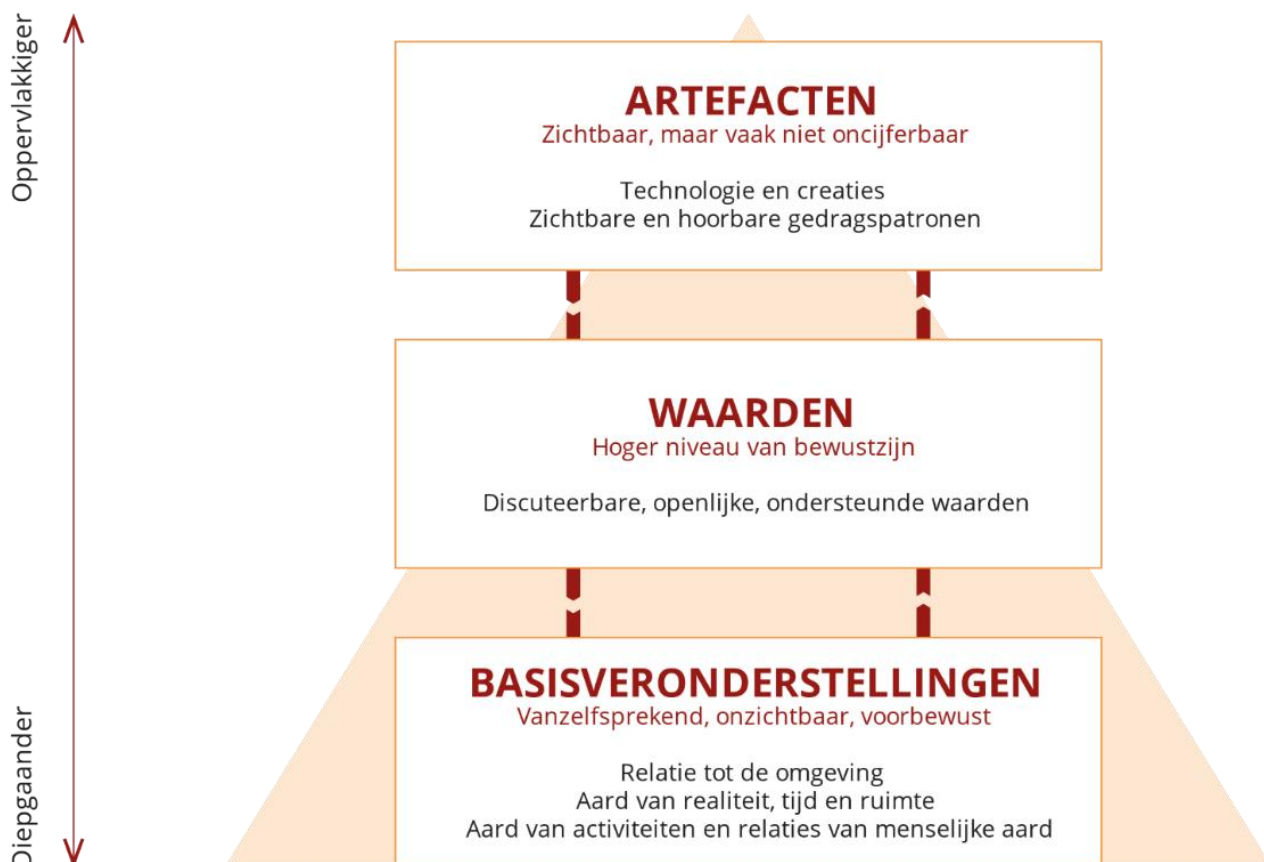 Oppervlakkiger
ARTEFACTEN
Zichtbaar, maar vaak niet oncijferbaar
Technologie en creaties
Zichtbare en hoorbare gedragspatronen
WAARDEN
Hoger niveau van bewustzijn
Discuteerbare, openlijke, ondersteunde waarden
Diepgaander
BASISVERONDERSTELLINGEN
Vanzelfsprekend, onzichtbaar, voorbewust
Relatie tot de omgeving
Aard van realiteit, tijd en ruimte
Aard van activiteiten en relaties van menselijke aard